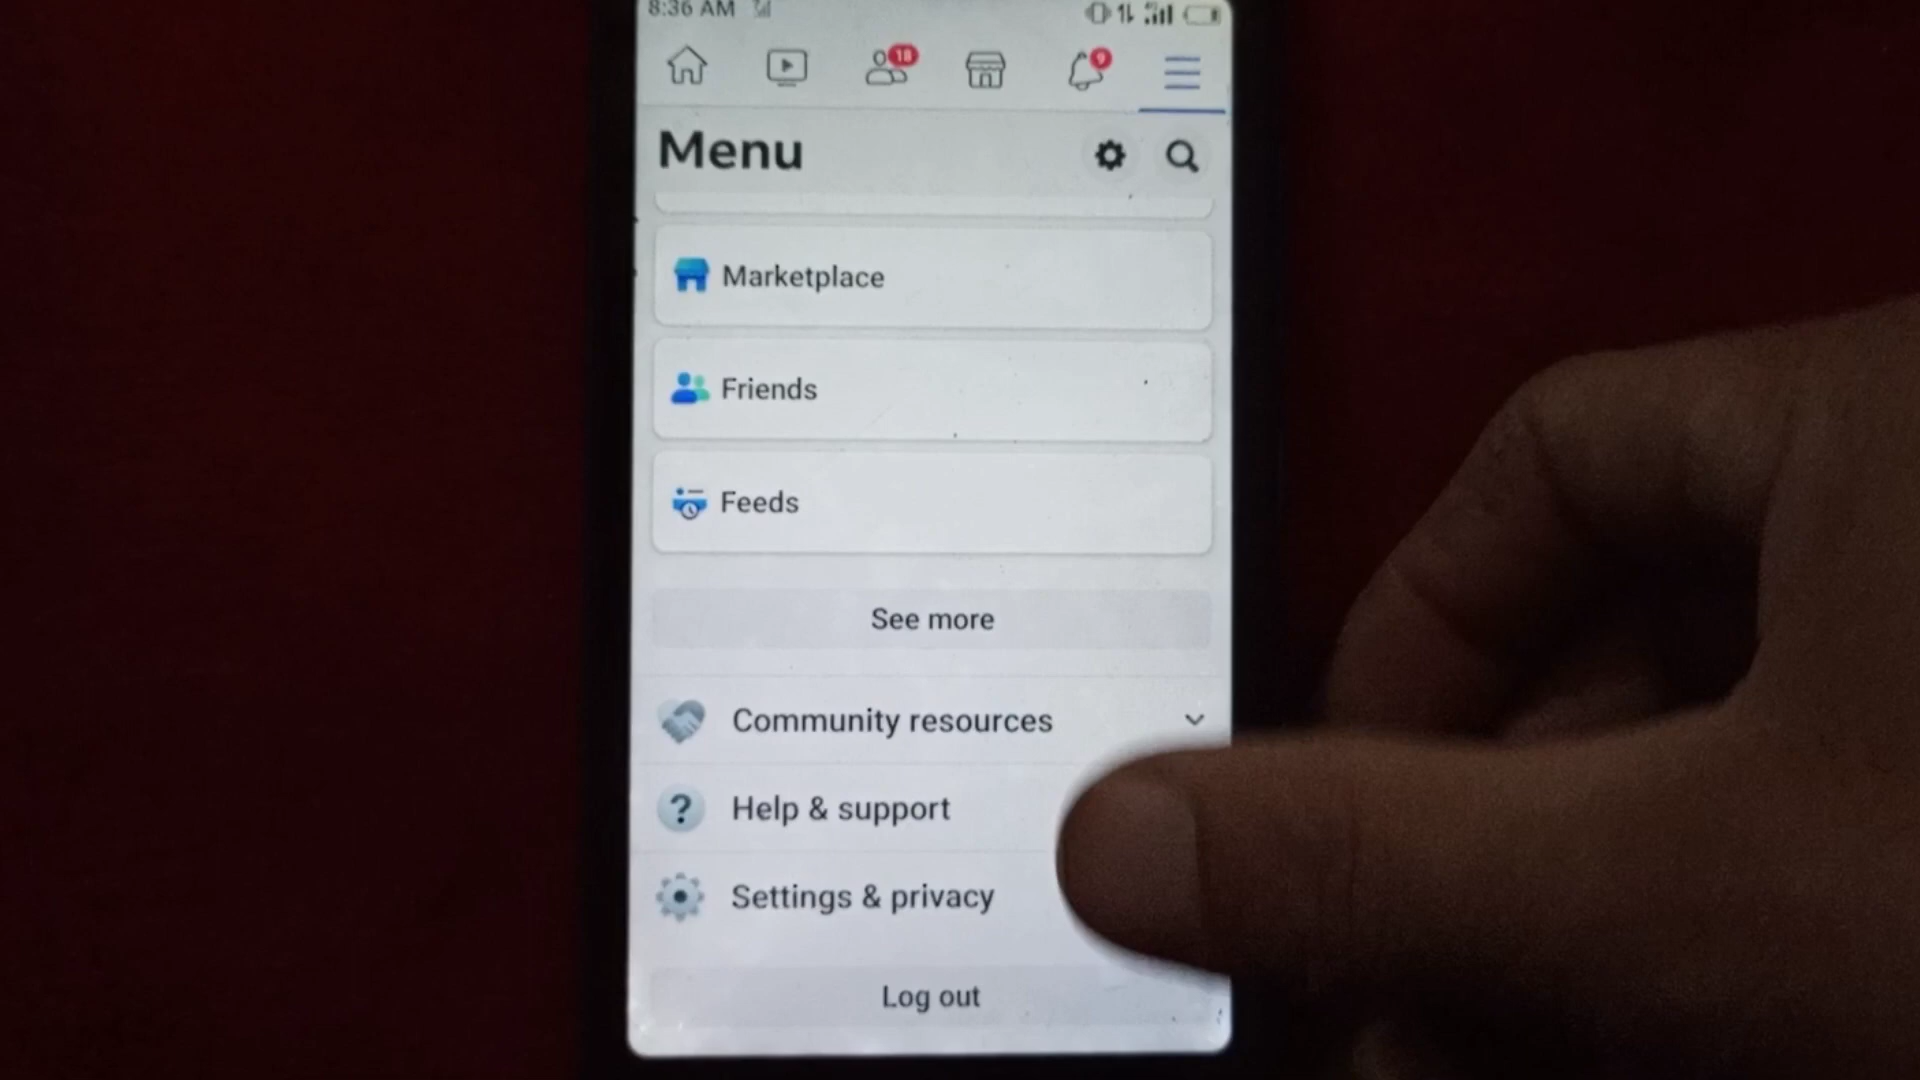 8:36 AM
18
9
Menu
Marketplace
Friends
Feeds
See more
Community resources
Help & support
Settings & privacy
Log out